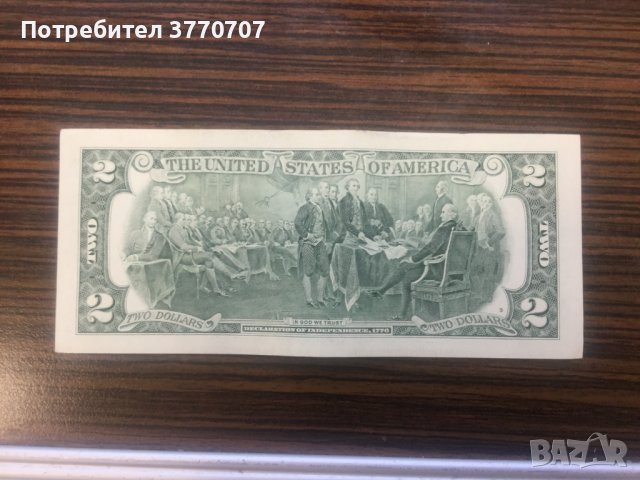 Потребител 3770707
THE UNITED STATES OF AMERICA
2 2
TWO TWO
2 2
TWO DOLLARS TWO DOLLARS
IN GOD WE TRUST
DECLARATION OF INDEPENDENCE, 1776
BAZAR